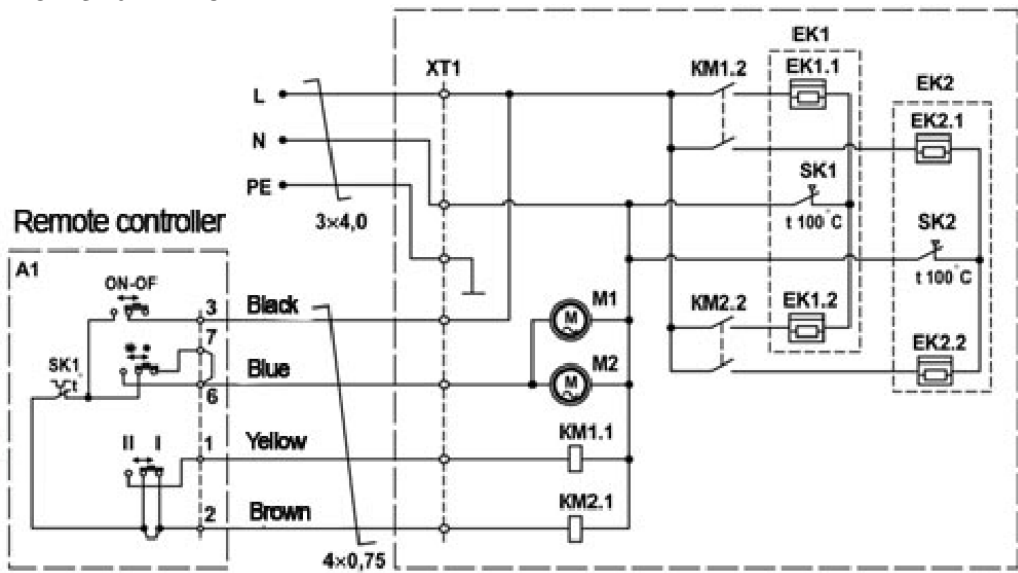 EK1
XT1
KM1.2
EK1.1
EK2
L
EK2.1
N
SK1
PE
t 100°C
SK2
3×4,0
t 100°C
Remote controller
A1
ON-OF
3
Black
M
M1
KM2.2
EK1.2
7
SK1
t°
Blue
M
M2
EK2.2
6
II
I
1
Yellow
KM1.1
2
Brown
KM2.1
4×0,75